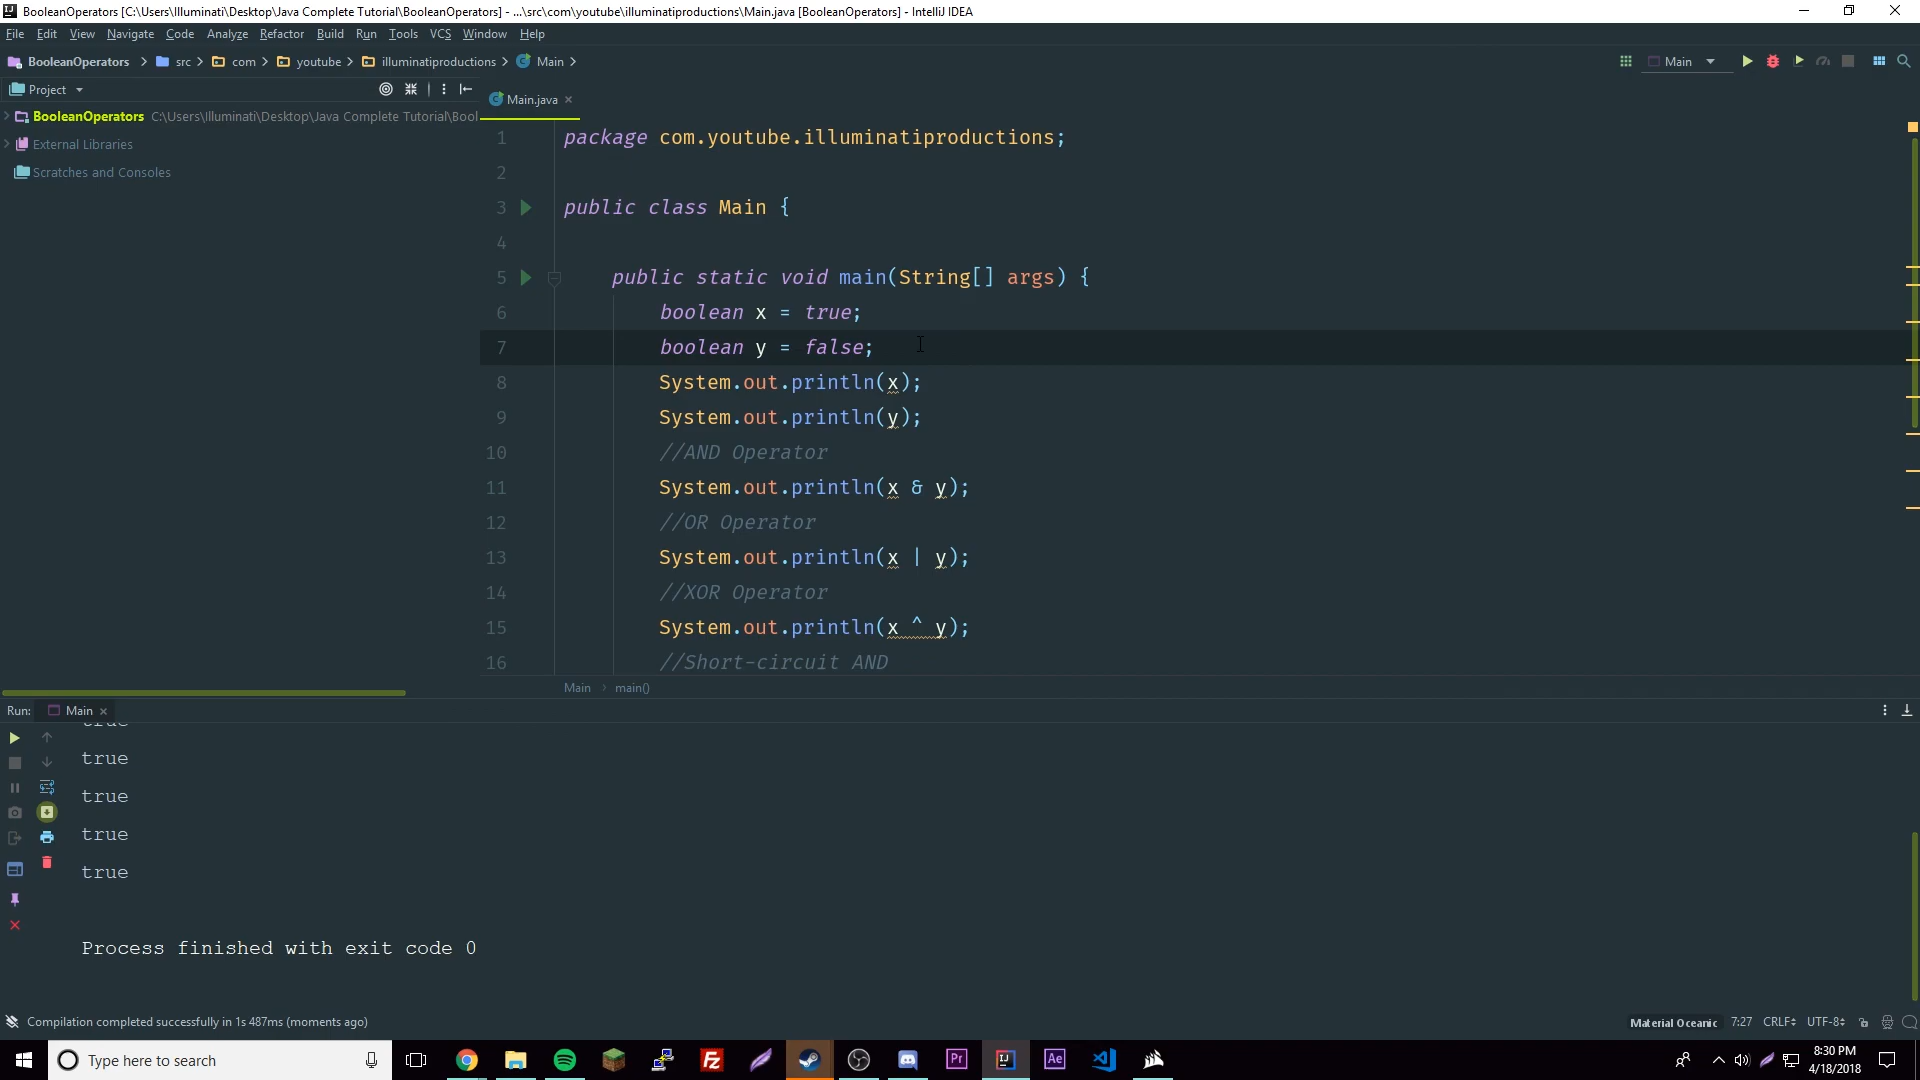 BooleanOperators [C:\Users\Illuminati\Desktop\Java Complete Tutorial\BooleanOperators] - ...\src\com\youtube\illuminatiproductions\Main.java [BooleanOperators] - IntelliJ IDEA
File Edit View Navigate Code Analyze Refactor Build Run Tools VCS Window Help
BooleanOperators src com youtube illuminatiproductions Main
Main
Project
Main.java
BooleanOperators C:\Users\Illuminati\Desktop\Java Complete Tutorial\Bool
External Libraries
Scratches and Consoles
1 package com.youtube.illuminatiproductions;
2
3 public class Main {
4
5 public static void main(String[] args) {
6 boolean x = true;
7 boolean y = false;
8 System.out.println(x);
9 System.out.println(y);
10 //AND Operator
11 System.out.println(x & y);
12 //OR Operator
13 System.out.println(x | y);
14 //XOR Operator
15 System.out.println(x ^ y);
16 //Short-circuit AND
Main main()
Run: Main
true
true
true
true
true
Process finished with exit code 0
Compilation completed successfully in 1s 487ms (moments ago)
Material Oceanic 7:27 CRLF UTF-8
Type here to search
Fz
Pr
IJ
Ae
8:30 PM
4/18/2018